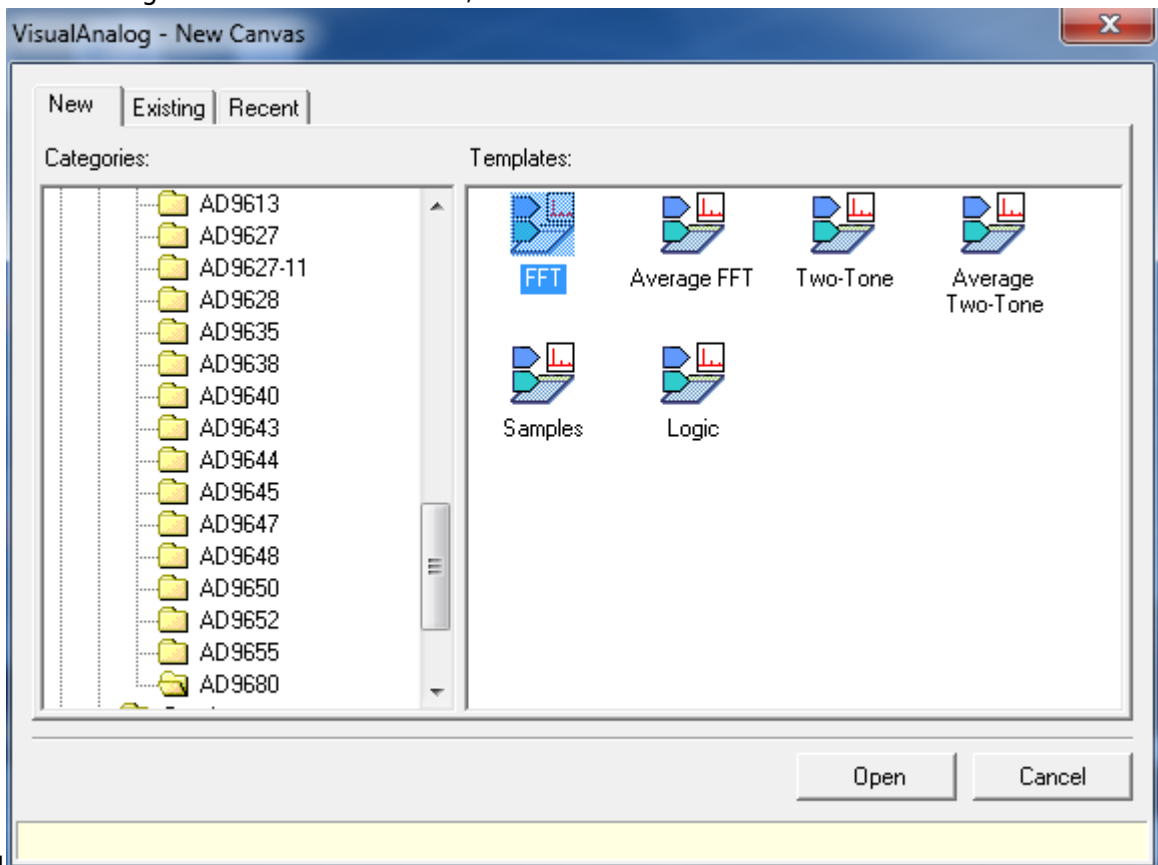 VisualAnalog - New Canvas
New Existing Recent
Categories:
Templates:
AD9613
AD9627
AD9627-11
AD9628
AD9635
AD9638
AD9640
AD9643
AD9644
AD9645
AD9647
AD9648
AD9650
AD9652
AD9655
AD9680
FFT
Average FFT
Two-Tone
Average
Two-Tone
Samples
Logic
Open
Cancel